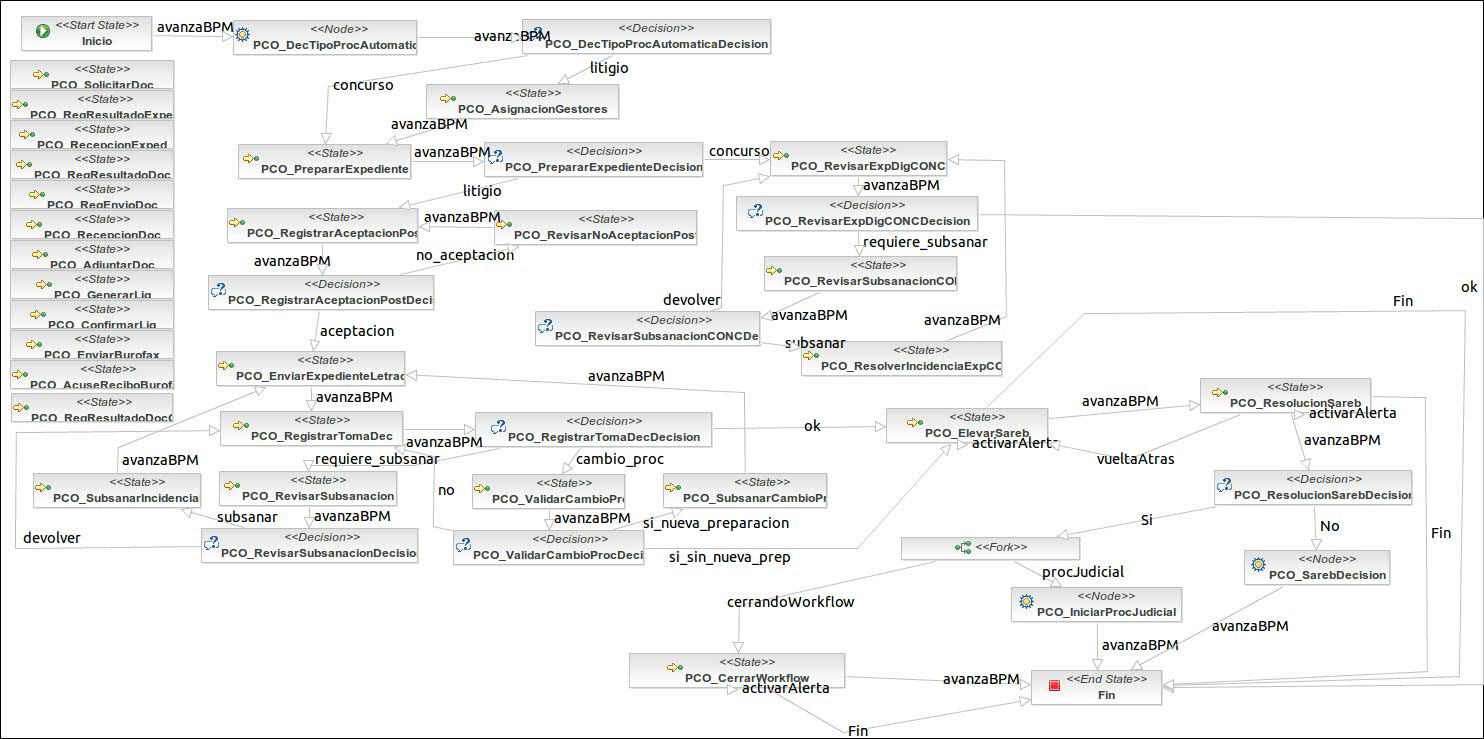 <<Start State>>
Inicio
avanzaBPM
<<Node>>
PCO_DecTipoProcAutomatic
avanzaBPM
<<Decision>>
PCO_DecTipoProcAutomaticaDecision
<<State>>
PCO_SolicitarDoc
<<State>>
PCO_RegResultadoExpe
<<State>>
PCO_RecepcionExped
<<State>>
PCO_RegResultadoDoc
<<State>>
PCO_RegEnvioDoc
<<State>>
PCO_RecepcionDoc
<<State>>
PCO_AdjuntarDoc
<<State>>
PCO_GenerarLiq
<<State>>
PCO_ConfirmarLiq
<<State>>
PCO_EnviarBurofax
<<State>>
PCO_AcuseReciboBurof
<<State>>
PCO_RegResultadoDocG
concurso
litigio
<<State>>
PCO_AsignacionGestores
avanzaBPM
<<State>>
PCO_PrepararExpediente
avanzaBPM
<<Decision>>
PCO_PrepararExpedienteDecision
concurso
<<State>>
PCO_RevisarExpDigCONC
avanzaBPM
litigio
<<Decision>>
PCO_RevisarExpDigCONCDecision
<<State>>
PCO_RegistrarAceptacionPos
avanzaBPM
<<State>>
PCO_RevisarNoAceptacionPos
requiere_subsanar
avanzaBPM
no_aceptacion
<<State>>
PCO_RevisarSubsanacionCO
<<Decision>>
PCO_RegistrarAceptacionPostDeci
devolver
avanzaBPM
ok
Fin
<<Decision>>
PCO_RevisarSubsanacionCONCDe
avanzaBPM
subsanar
aceptacion
<<State>>
PCO_ResolverIncidenciaExpCC
<<State>>
PCO_EnviarExpedienteLetrac
avanzaBPM
avanzaBPM
<<State>>
PCO_ResolucionSareb
activarAlerta
avanzaBPM
<<State>>
PCO_RegistrarTomaDec
avanzaBPM
<<Decision>>
PCO_RegistrarTomaDecDecision
ok
<<State>>
PCO_ElevarSareb
activarAlerta
avanzaBPM
vueltaAtras
avanzaBPM
requiere_subsanar
cambio_proc
<<State>>
PCO_SubsanarIncidencia
<<State>>
PCO_RevisarSubsanacion
no
<<State>>
PCO_ValidarCambioPr
<<State>>
PCO_SubsanarCambioPr
<<Decision>>
PCO_ResolucionSarebDecision
subsanar
avanzaBPM
avanzaBPM
si_nueva_preparacion
Si
No
Fin
devolver
<<Decision>>
PCO_RevisarSubsanacionDecisio
<<Decision>>
PCO_ValidarCambioProcDeci
si_sin_nueva_prep
<<Fork>>
<<Node>>
PCO_SarebDecision
procJudicial
cerrandoWorkflow
<<Node>>
PCO_IniciarProcJudicial
avanzaBPM
avanzaBPM
<<State>>
PCO_CerrarWorkflow
activarAlerta
avanzaBPM
<<End State>>
Fin
Fin